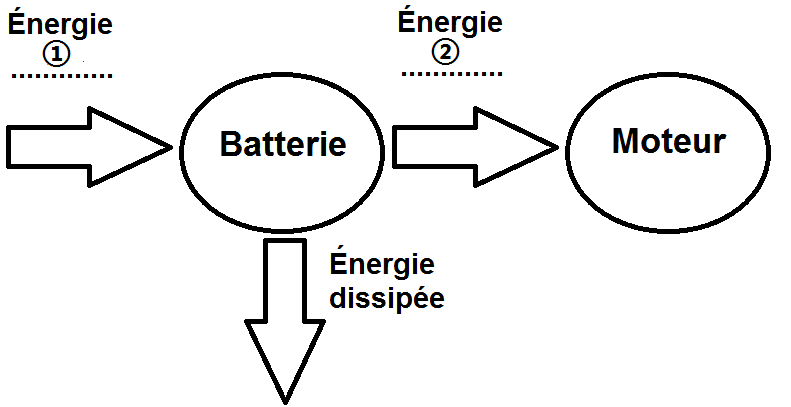 Énergie
①
.............
Énergie
②
.............
Batterie
Moteur
Énergie
dissipée